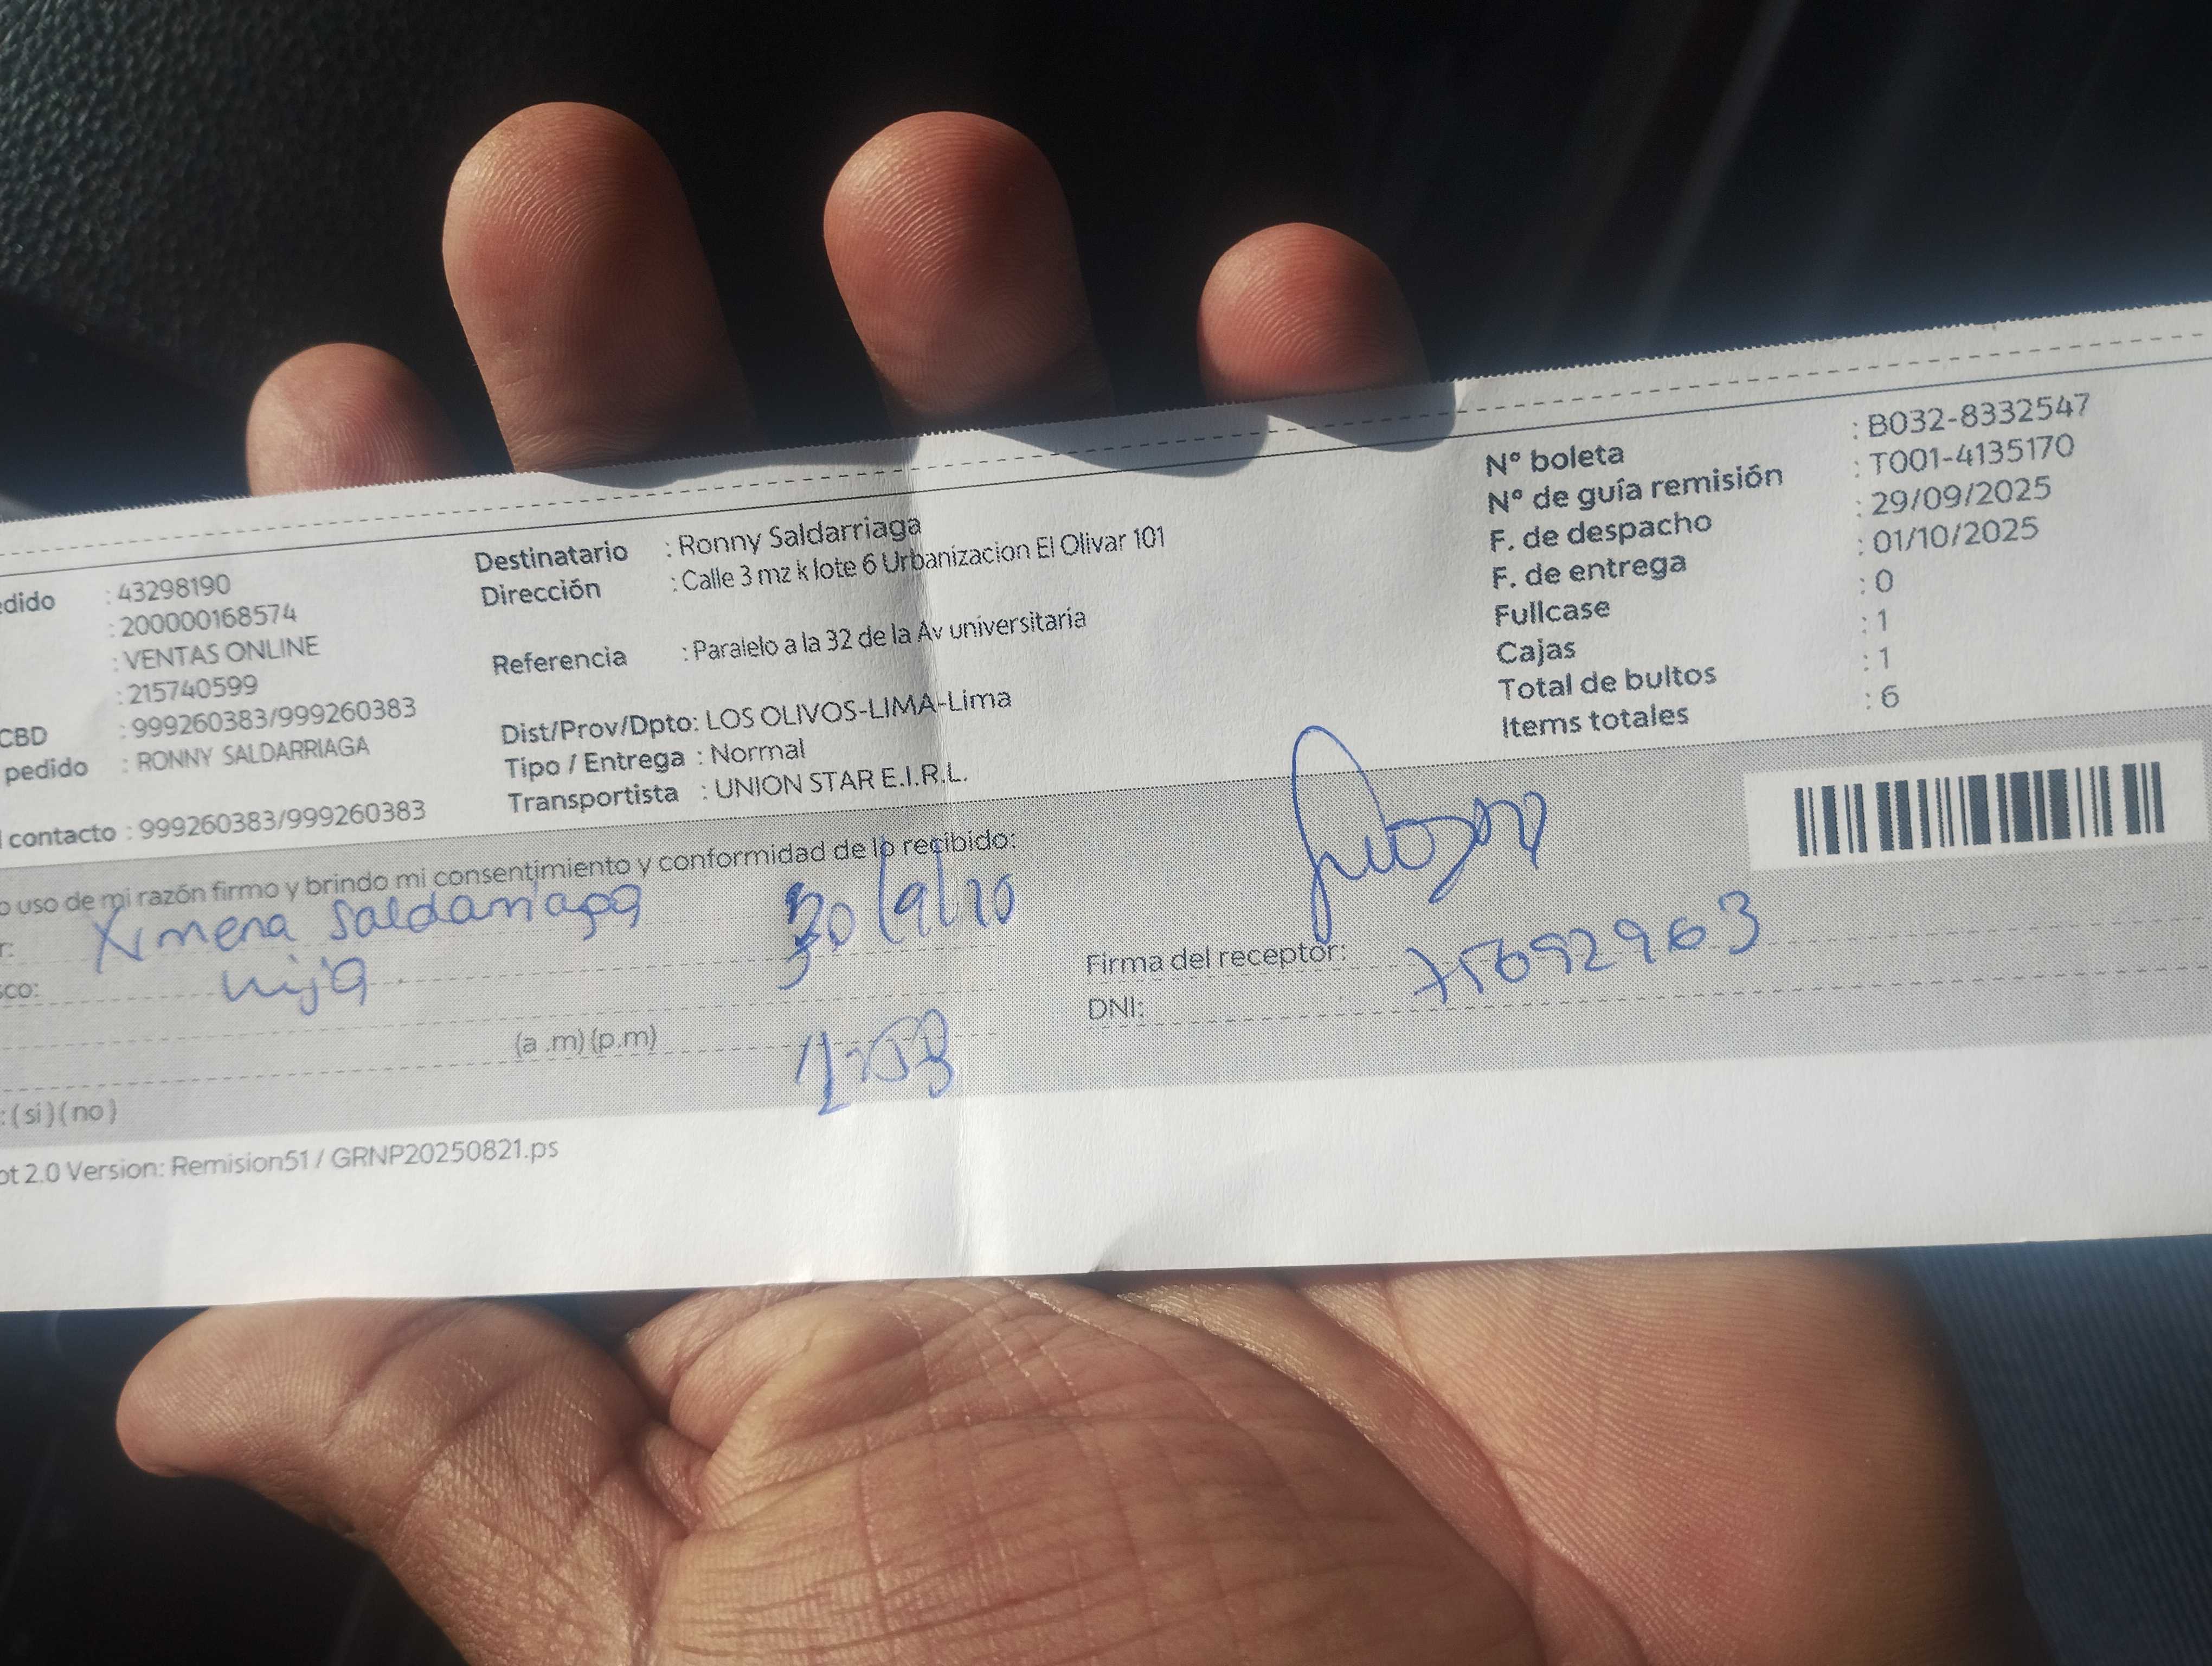 edido : 43298190
: 200000168574
: VENTAS ONLINE
: 215740599
CBD : 999260383/999260383
pedido : RONNY SALDARRIAGA
l contacto : 999260383/999260383
Destinatario : Ronny Saldarriaga
Dirección : Calle 3 mz k lote 6 Urbanizacion El Olivar 101
Referencia : Paralelo a la 32 de la Av universitaria
Dist/Prov/Dpto: LOS OLIVOS-LIMA-Lima
Tipo / Entrega : Normal
Transportista : UNION STAR E.I.R.L.
N° boleta : B032-8332547
N° de guía remisión : T001-4135170
F. de despacho : 29/09/2025
F. de entrega : 01/10/2025
Fullcase : 0
Cajas : 1
Total de bultos : 1
Items totales : 6
o uso de mi razón firmo y brindo mi consentimiento y conformidad de lo recibido:
r: Ximena Saldarriaga
sco: hija
(a .m) (p.m)
: ( si ) ( no )
Firma del receptor:
DNI: 75692963
ot 2.0 Version: Remision51 / GRNP20250821.ps